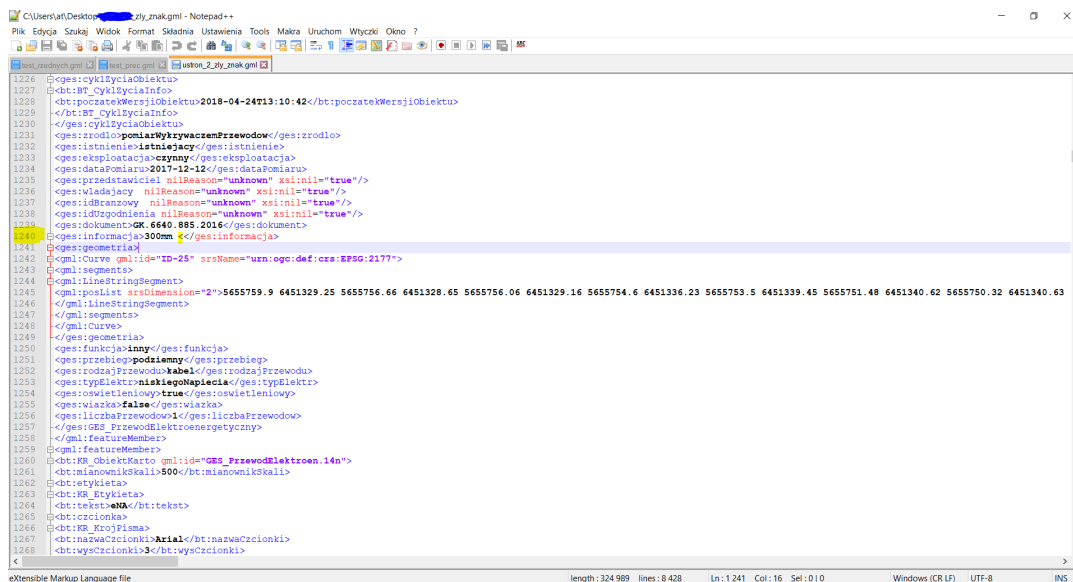 C:\Users\at\Desktop zly_znak.gml - Notepad++
Plik Edycja Szukaj Widok Format Składnia Ustawienia Tools Makra Uruchom Wtyczki Okno ?
test_rzednych.gml test_prec.gml ustron_2_zly_znak.gml
1226 <ges:cyklZyciaObiektu>
1227 <bt:BT_CyklZyciaInfo>
1228 <bt:poczatekWersjiObiektu>2018-04-24T13:10:42</bt:poczatekWersjiObiektu>
1229 </bt:BT_CyklZyciaInfo>
1230 </ges:cyklZyciaObiektu>
1231 <ges:zrodlo>pomiarWykrywaczemPrzewodow</ges:zrodlo>
1232 <ges:istnienie>istniejacy</ges:istnienie>
1233 <ges:eksploatacja>czynny</ges:eksploatacja>
1234 <ges:dataPomiaru>2017-12-12</ges:dataPomiaru>
1235 <ges:przedstawiciel nilReason="unknown" xsi:nil="true"/>
1236 <ges:wladajacy nilReason="unknown" xsi:nil="true"/>
1237 <ges:idBranzowy nilReason="unknown" xsi:nil="true"/>
1238 <ges:idUzgodnienia nilReason="unknown" xsi:nil="true"/>
1239 <ges:dokument>GK.6640.885.2016</ges:dokument>
1240 <ges:informacja>300mm <</ges:informacja>
1241 <ges:geometria>
1242 <gml:Curve gml:id="ID-25" srsName="urn:ogc:def:crs:EPSG:2177">
1243 <gml:segments>
1244 <gml:LineStringSegment>
1245 <gml:posList srsDimension="2">5655759.9 6451329.25 5655756.66 6451328.65 5655756.06 6451329.16 5655754.6 6451336.23 5655753.5 6451339.45 5655751.48 6451340.62 5655750.32 6451340.63
1246 </gml:LineStringSegment>
1247 </gml:segments>
1248 </gml:Curve>
1249 </ges:geometria>
1250 <ges:funkcja>inny</ges:funkcja>
1251 <ges:przebieg>podziemny</ges:przebieg>
1252 <ges:rodzajPrzewodu>kabel</ges:rodzajPrzewodu>
1253 <ges:typElektr>niskiegoNapiecia</ges:typElektr>
1254 <ges:oswietleniowy>true</ges:oswietleniowy>
1255 <ges:wiazka>false</ges:wiazka>
1256 <ges:liczbaPrzewodow>1</ges:liczbaPrzewodow>
1257 </ges:GES_PrzewodElektroenergetyczny>
1258 </gml:featureMember>
1259 <gml:featureMember>
1260 <bt:KR_ObiektKarto gml:id="GES_PrzewodElektroen.14n">
1261 <bt:mianownikSkali>500</bt:mianownikSkali>
1262 <bt:etykieta>
1263 <bt:KR_Etykieta>
1264 <bt:tekst>eNA</bt:tekst>
1265 <bt:czcionka>
1266 <bt:KR_KrojPisma>
1267 <bt:nazwaCzcionki>Arial</bt:nazwaCzcionki>
1268 <bt:wysCzcionki>3</bt:wysCzcionki>
eXtensible Markup Language file length : 324 989 lines : 8 428 Ln : 1 241 Col : 16 Sel : 0 | 0 Windows (CR LF) UTF-8 INS